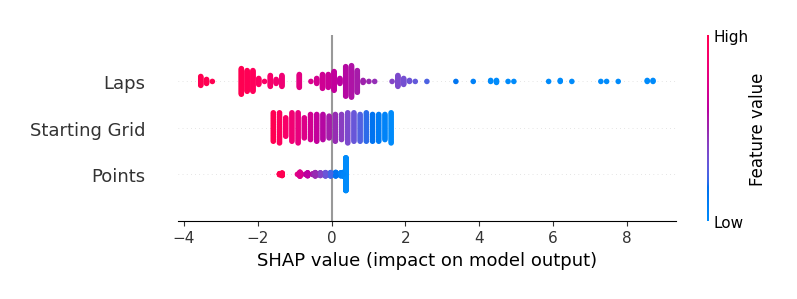 High
Laps
Starting Grid
Points
Feature value
Low
−4 −2 0 2 4 6 8
SHAP value (impact on model output)